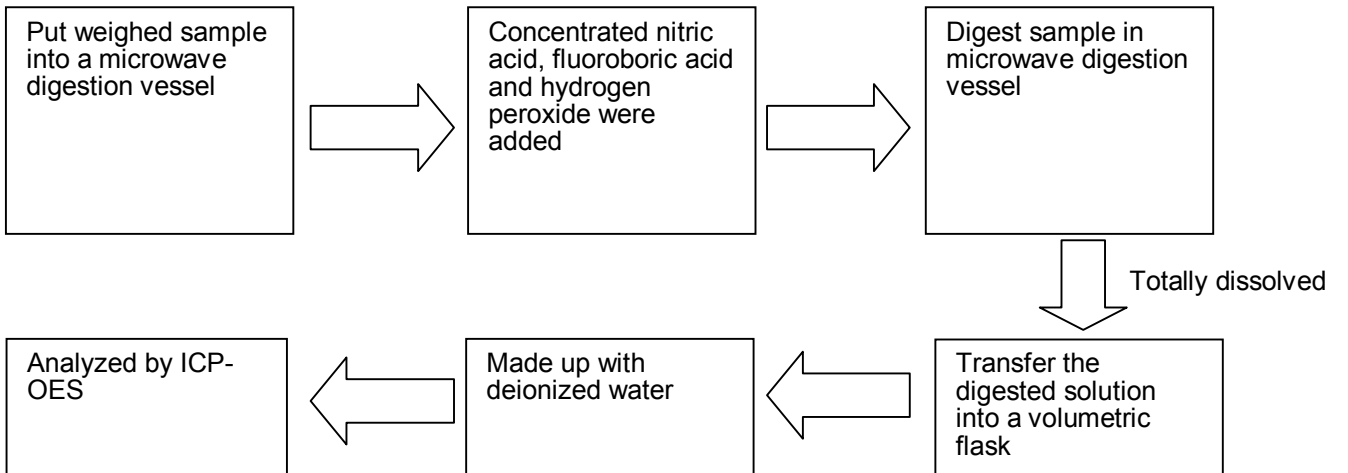 Put weighed sample
into a microwave
digestion vessel
Concentrated nitric
acid, fluoroboric acid
and hydrogen
peroxide were
added
Digest sample in
microwave digestion
vessel
Totally dissolved
Transfer the
digested solution
into a volumetric
flask
Made up with
deionized water
Analyzed by ICP-
OES